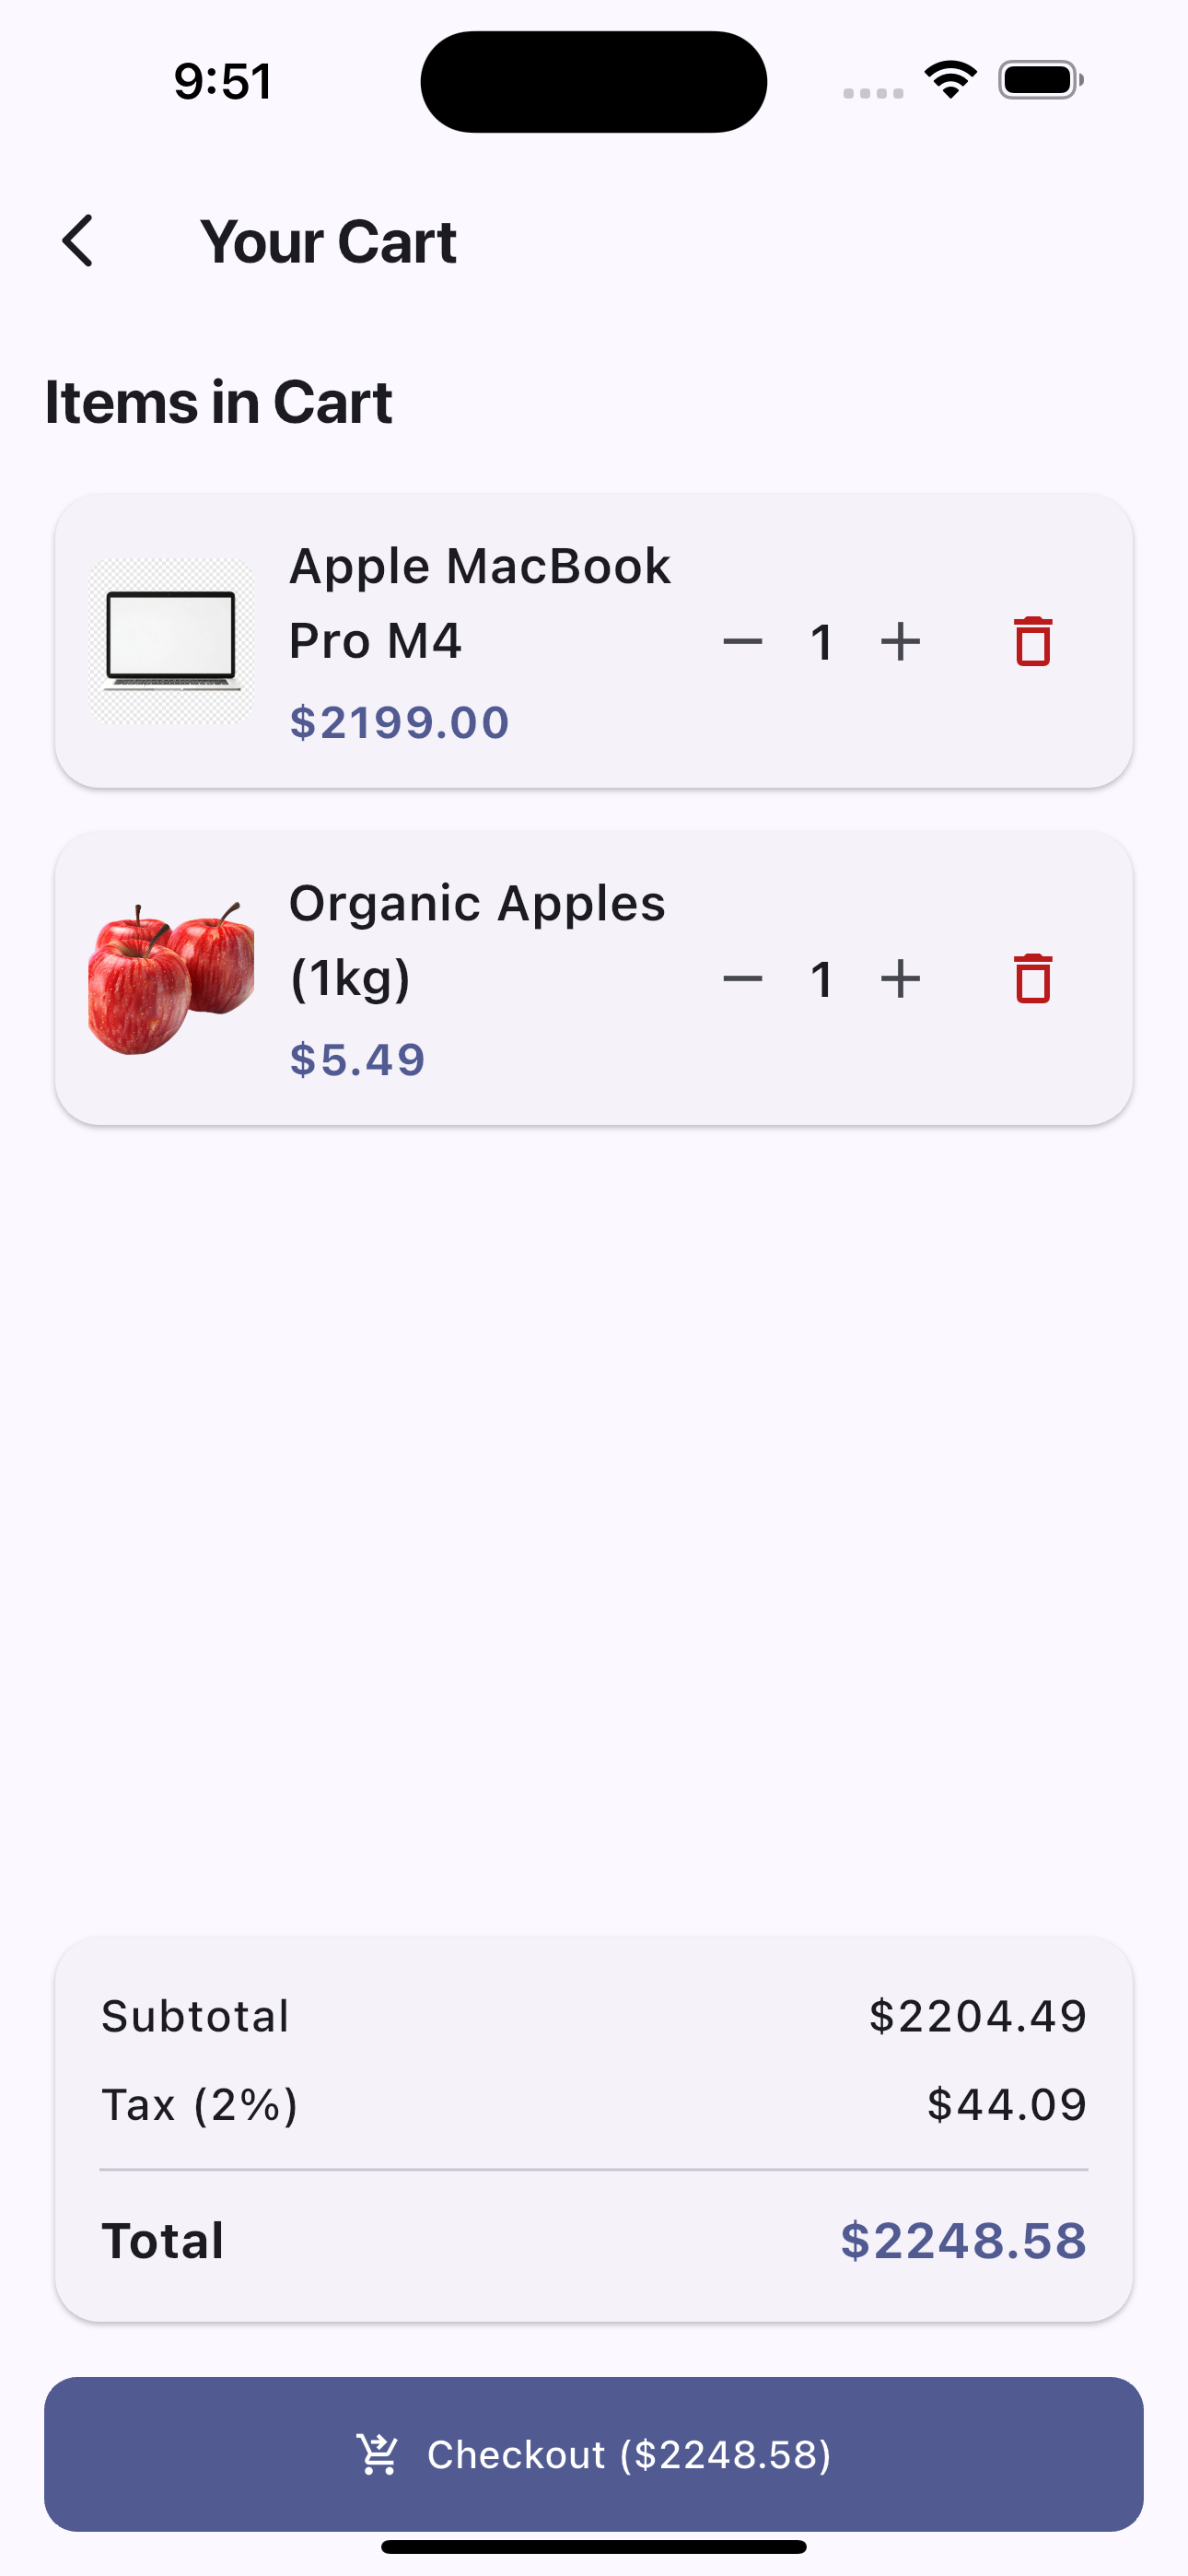 9:51
Your Cart
Items in Cart
Apple MacBook
Pro M4
1
$2199.00
Organic Apples
(1kg)
1
$5.49
Subtotal $2204.49
Tax (2%) $44.09
Total $2248.58
Checkout ($2248.58)